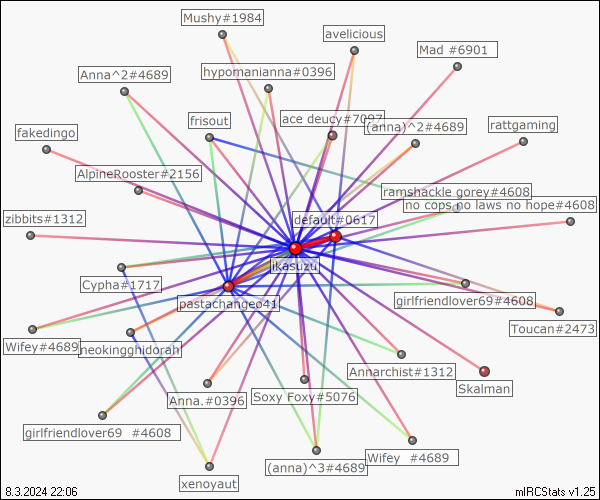 Mushy#1984
avelicious
Mad #6901
Anna^2#4689
hypomanianna#0396
frisout
ace deucy#7097
(anna)^2#4689
rattgaming
fakedingo
AlpineRooster#2156
ramshackle gorey#4608
no cops no laws no hope#4608
zibbits#1312
default#0617
ikasuzu
Cypha#1717
pastachangeo41
girlfriendlover69#4608
Toucan#2473
Wifey#4689
neokingghidorah
Annarchist#1312
Skalman
Anna.#0396
Soxy Foxy#5076
girlfriendlover69 #4608
(anna)^3#4689
Wifey #4689
xenoyaut
8.3.2024 22:06
mIRCStats v1.25